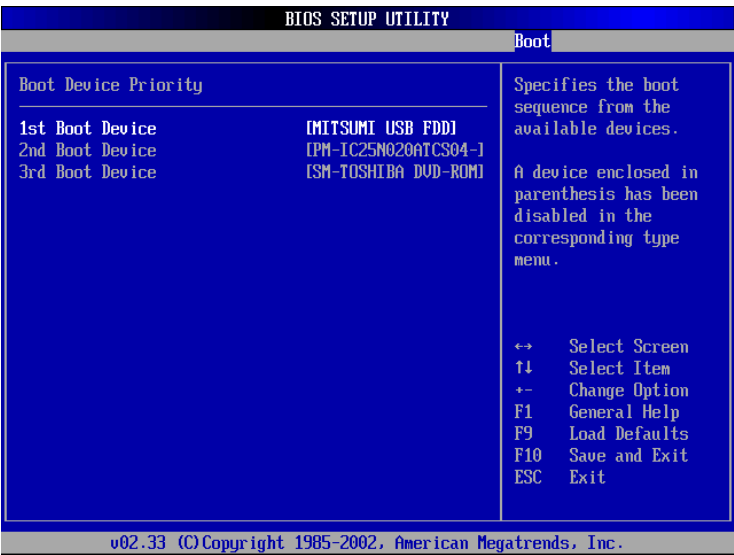 BIOS SETUP UTILITY
Boot
Boot Device Priority
1st Boot Device [MITSUMI USB FDD]
2nd Boot Device [PM-IC25N020ATCS04-]
3rd Boot Device [SM-TOSHIBA DVD-ROM]
Specifies the boot
sequence from the
available devices.
A device enclosed in
parenthesis has been
disabled in the
corresponding type
menu.
↔ Select Screen
↑↓ Select Item
+- Change Option
F1 General Help
F9 Load Defaults
F10 Save and Exit
ESC Exit
v02.33 (C)Copyright 1985-2002, American Megatrends, Inc.